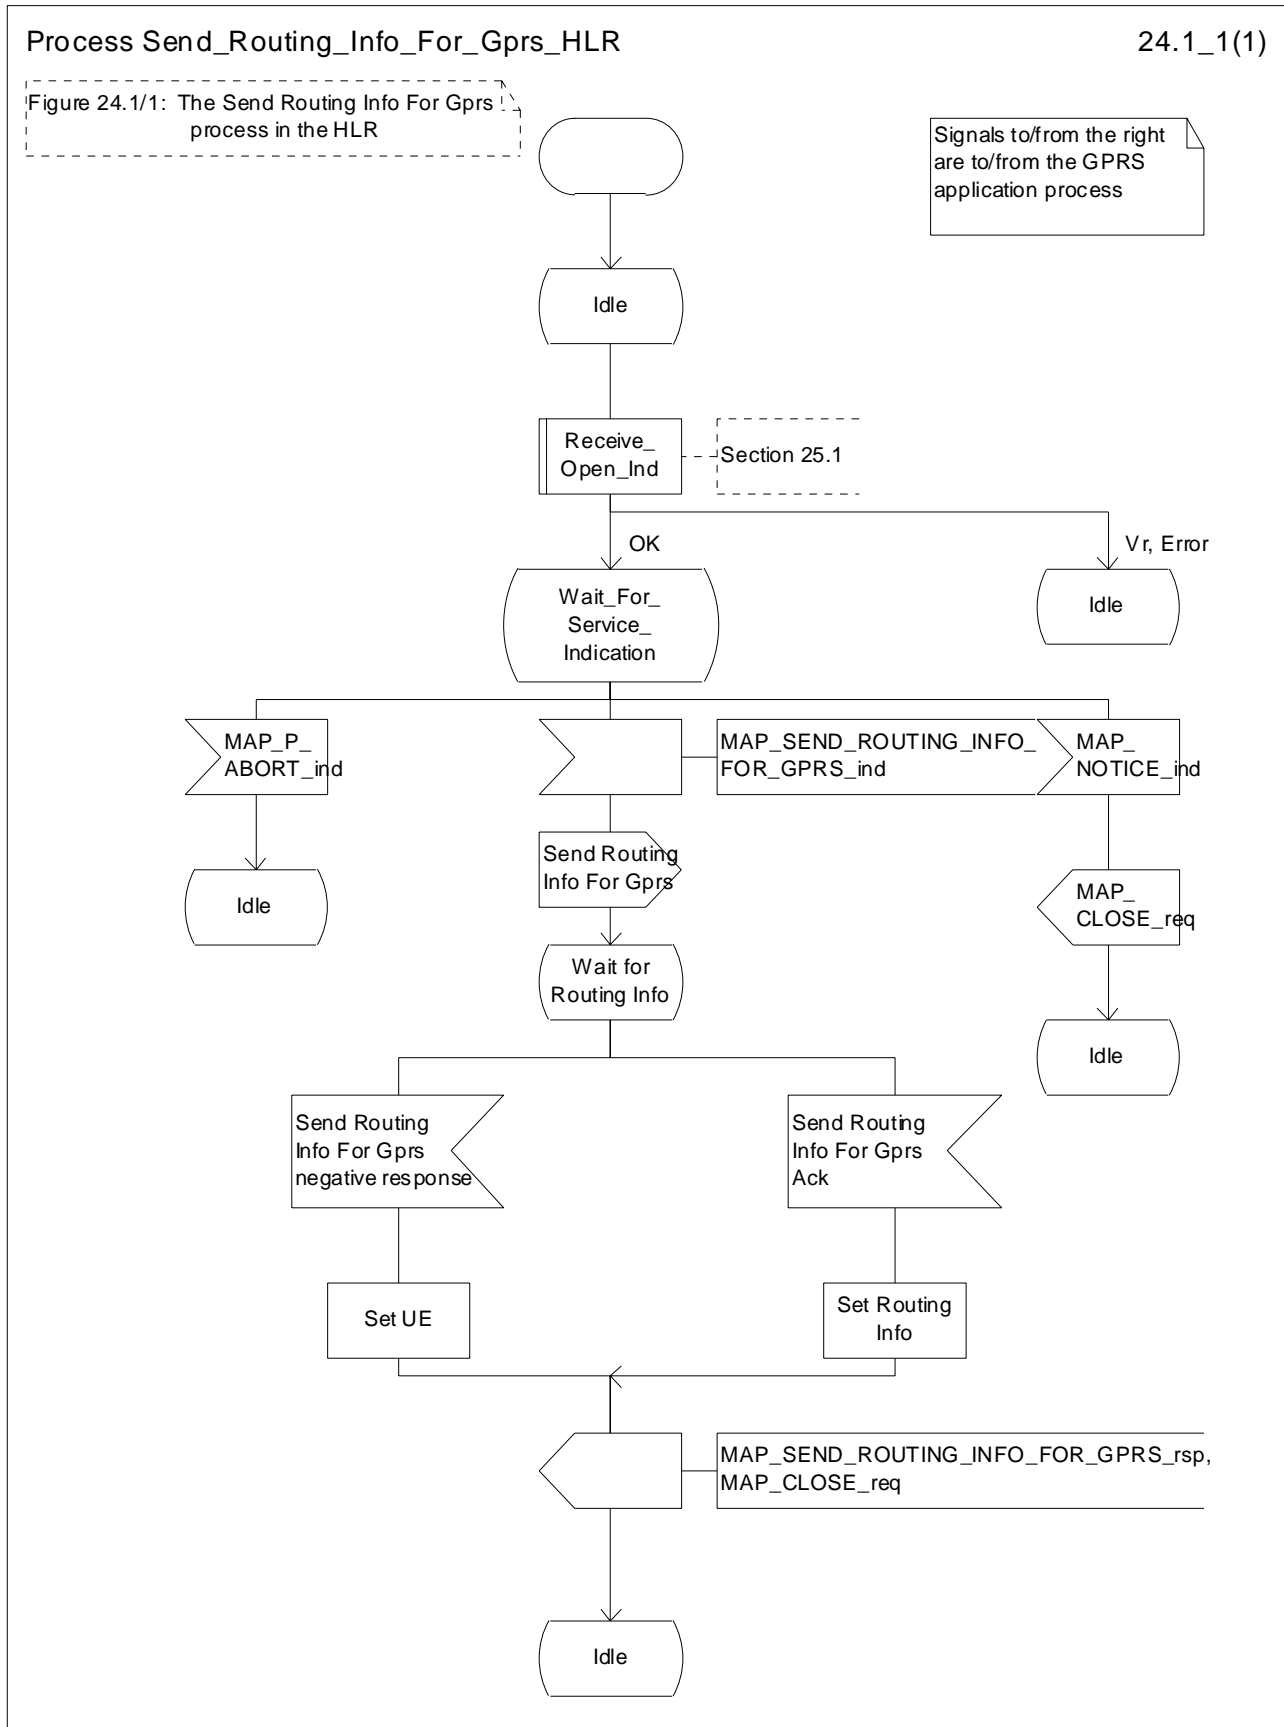 Process Send_Routing_Info_For_Gprs_HLR
24.1_1(1)
Figure 24.1/1: The Send Routing Info For Gprs
process in the HLR
Signals to/from the right
are to/from the GPRS
application process
Idle
Receive_
Open_Ind
Section 25.1
OK
Vr, Error
Wait_For_
Service_
Indication
Idle
MAP_P_
ABORT_ind
MAP_SEND_ROUTING_INFO_
FOR_GPRS_ind
MAP_
NOTICE_ind
Send Routing
Info For Gprs
Idle
MAP_
CLOSE_req
Wait for
Routing Info
Idle
Send Routing
Info For Gprs
negative response
Send Routing
Info For Gprs
Ack
Set UE
Set Routing
Info
MAP_SEND_ROUTING_INFO_FOR_GPRS_rsp,
MAP_CLOSE_req
Idle